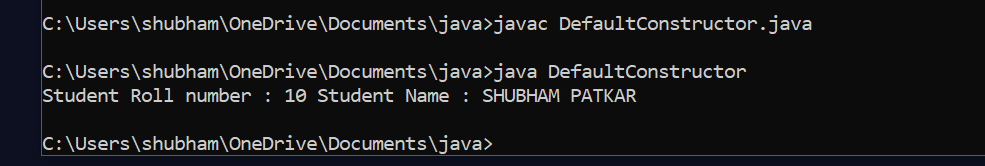 C:\Users\shubham\OneDrive\Documents\java>javac DefaultConstructor.java
C:\Users\shubham\OneDrive\Documents\java>java DefaultConstructor
Student Roll number : 10 Student Name : SHUBHAM PATKAR
C:\Users\shubham\OneDrive\Documents\java>